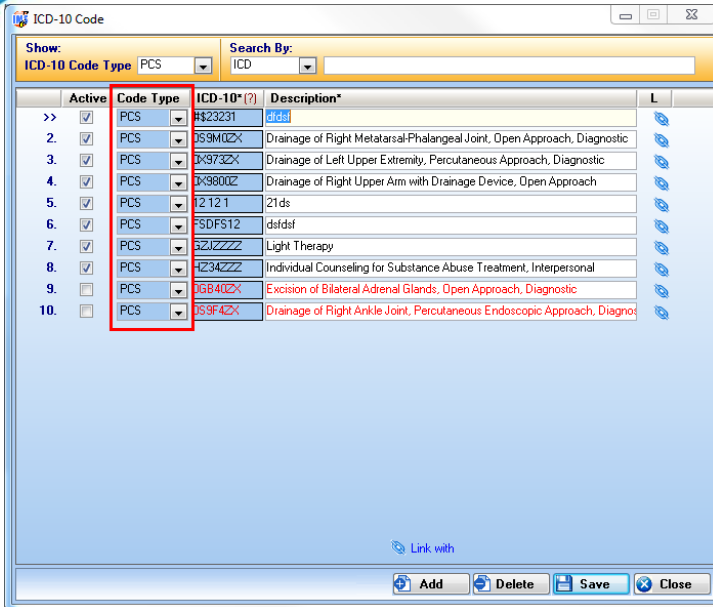 IMS ICD-10 Code
Show: Search By:
ICD-10 Code Type PCS ICD
Active Code Type ICD-10*(?) Description* L
>> PCS #$23231 dfdsf
2. PCS 0S9M0ZX Drainage of Right Metatarsal-Phalangeal Joint, Open Approach, Diagnostic
3. PCS 0X973ZX Drainage of Left Upper Extremity, Percutaneous Approach, Diagnostic
4. PCS 0X9800Z Drainage of Right Upper Arm with Drainage Device, Open Approach
5. PCS 12 12 1 21ds
6. PCS FSDFS12 dsfdsf
7. PCS GZJZZZZ Light Therapy
8. PCS HZ34ZZZ Individual Counseling for Substance Abuse Treatment, Interpersonal
9. PCS 0GB40ZX Excision of Bilateral Adrenal Glands, Open Approach, Diagnostic
10. PCS 0S9F4ZX Drainage of Right Ankle Joint, Percutaneous Endoscopic Approach, Diagnos
Link with
Add Delete Save Close